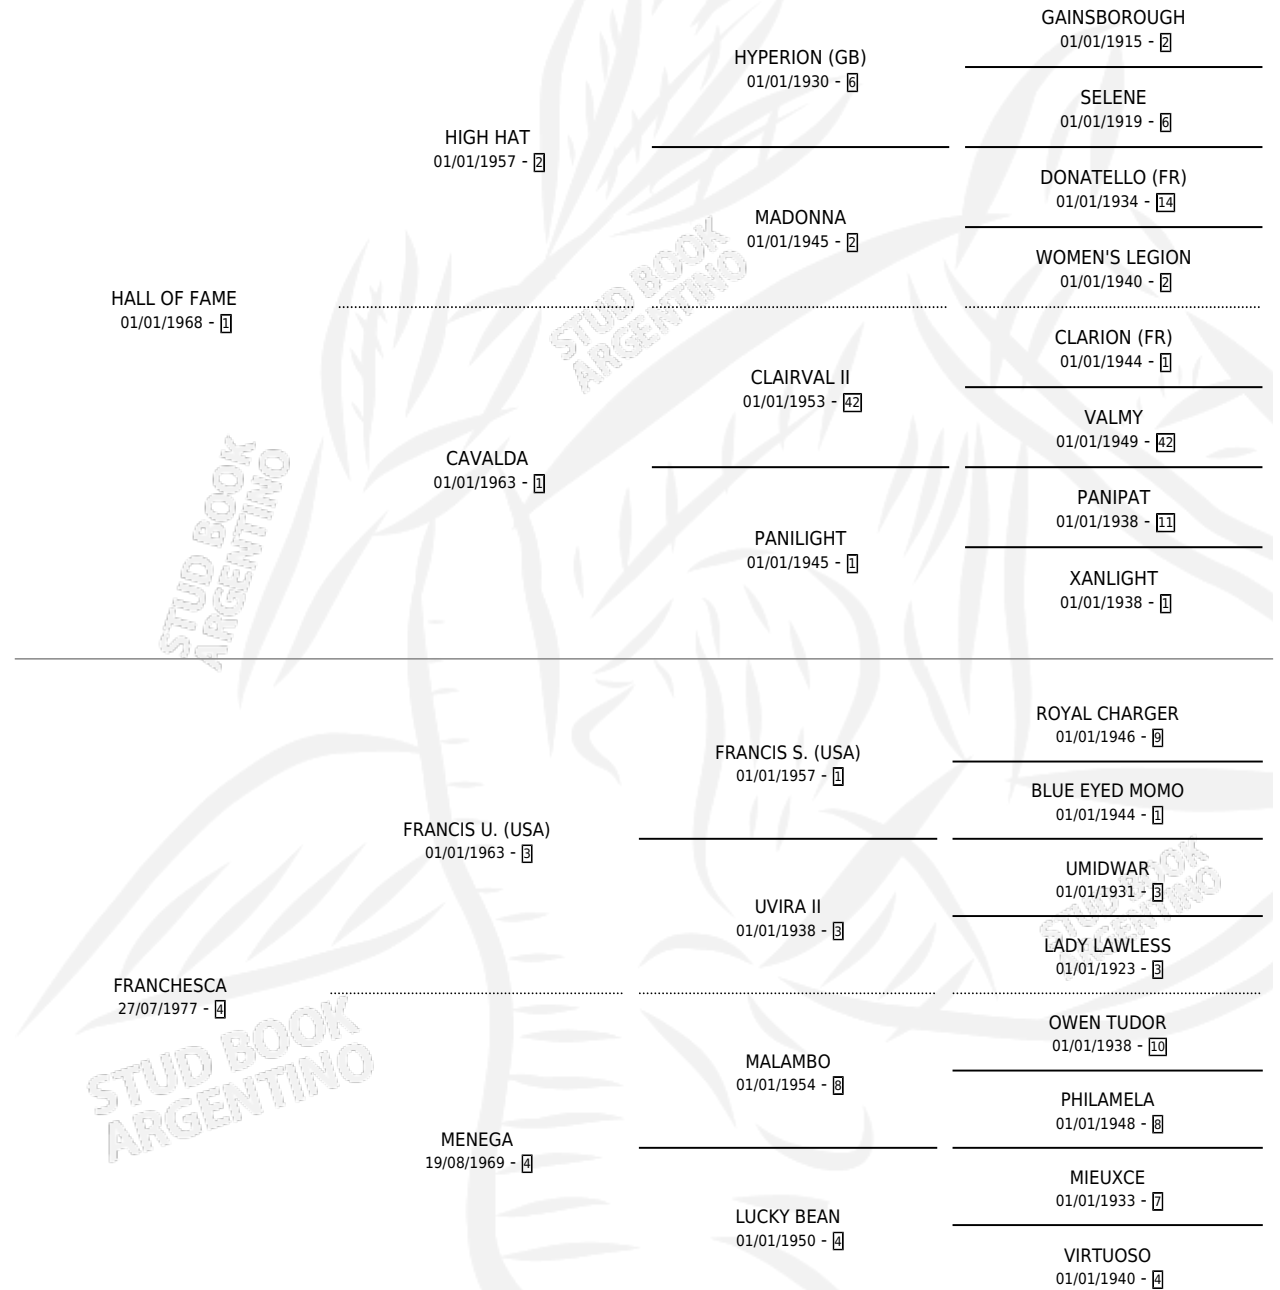 GAINSBOROUGH
01/01/1915 - 2
HYPERION (GB)
01/01/1930 - 6
SELENE
01/01/1919 - 6
HIGH HAT
01/01/1957 - 2
DONATELLO (FR)
01/01/1934 - 14
MADONNA
01/01/1945 - 2
WOMEN'S LEGION
01/01/1940 - 2
HALL OF FAME
01/01/1968 - 1
STUD BOOK
ARGENTINO
CLARION (FR)
01/01/1944 - 1
CLAIRVAL II
01/01/1953 - 42
VALMY
01/01/1949 - 42
CAVALDA
01/01/1963 - 1
PANIPAT
01/01/1938 - 11
PANILIGHT
01/01/1945 - 1
XANLIGHT
01/01/1938 - 1
STUD BOOK
ARGENTINO
ROYAL CHARGER
01/01/1946 - 9
FRANCIS S. (USA)
01/01/1957 - 1
BLUE EYED MOMO
01/01/1944 - 1
FRANCIS U. (USA)
01/01/1963 - 3
UMIDWAR
01/01/1931 - 3
UVIRA II
01/01/1938 - 3
LADY LAWLESS
01/01/1923 - 3
STUD BOOK
ARGENTINO
FRANCHESCA
27/07/1977 - 4
OWEN TUDOR
01/01/1938 - 10
MALAMBO
01/01/1954 - 8
PHILAMELA
01/01/1948 - 8
STUD BOOK
ARGENTINO
MENEGA
19/08/1969 - 4
MIEUXCE
01/01/1933 - 7
LUCKY BEAN
01/01/1950 - 4
VIRTUOSO
01/01/1940 - 4